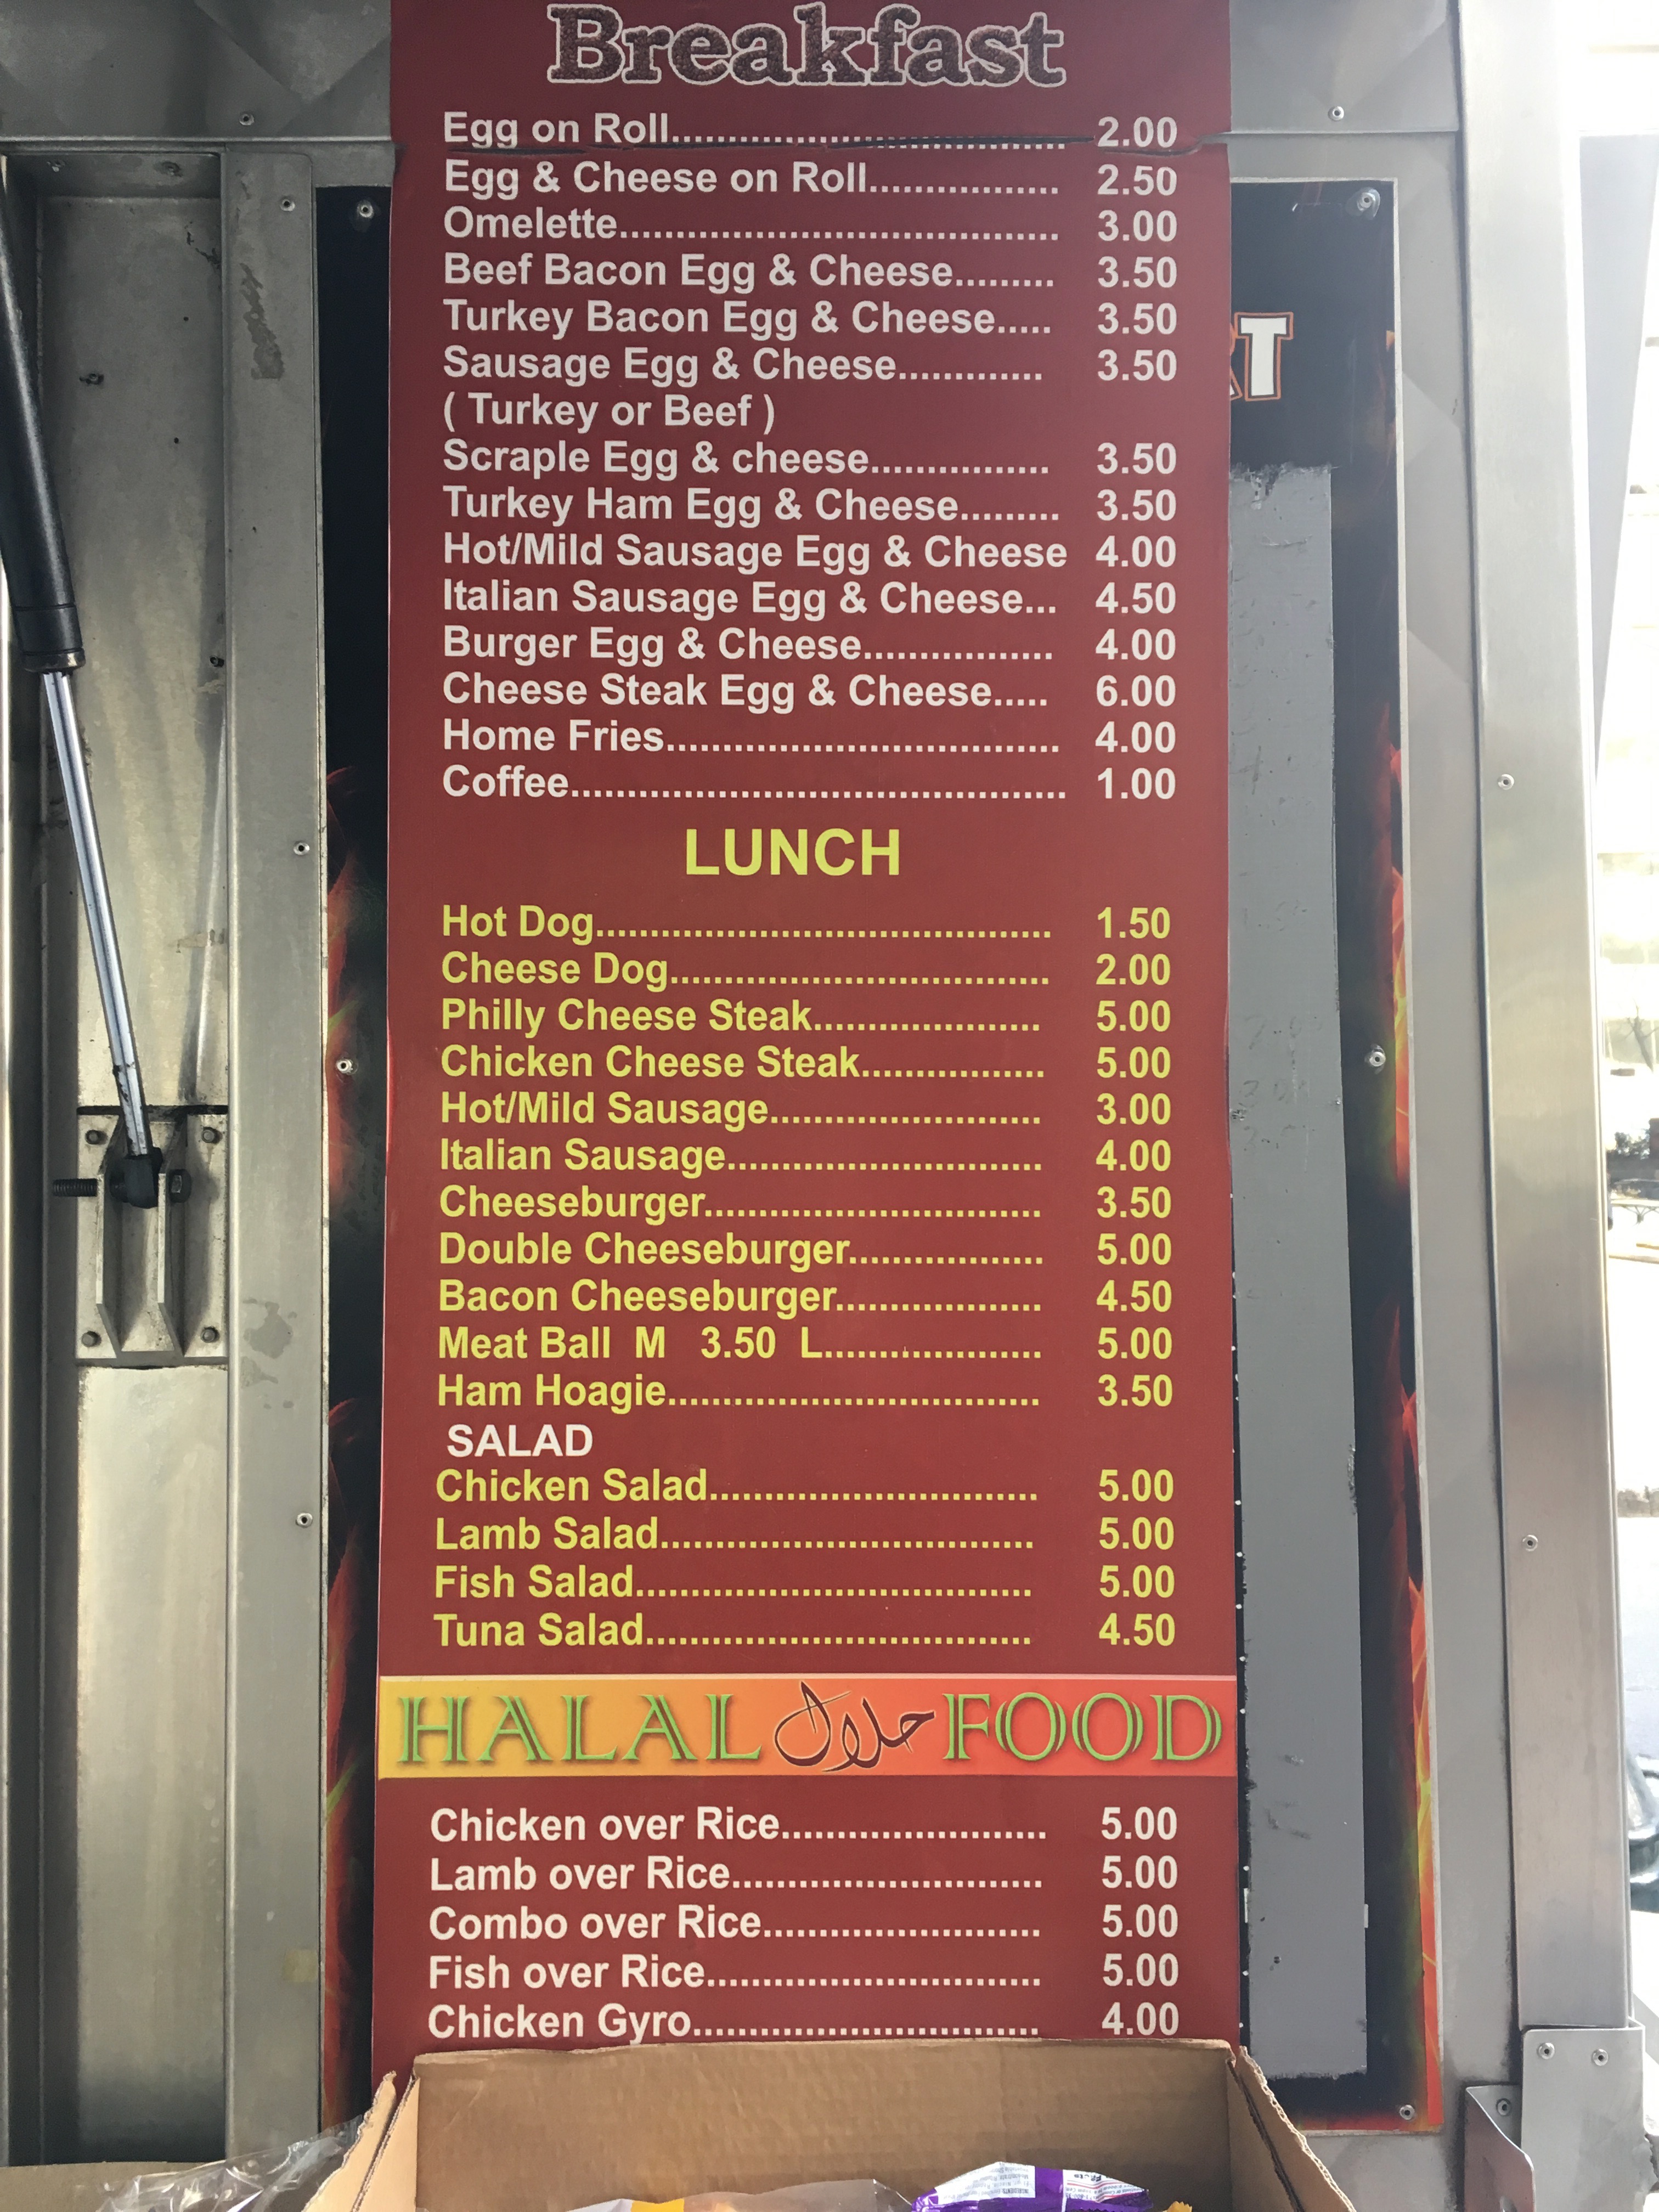 Breakfast
Egg on Roll................................... 2.00
Egg & Cheese on Roll................. 2.50
Omelette....................................... 3.00
Beef Bacon Egg & Cheese......... 3.50
Turkey Bacon Egg & Cheese..... 3.50
Sausage Egg & Cheese............. 3.50
( Turkey or Beef )
Scraple Egg & cheese................ 3.50
Turkey Ham Egg & Cheese......... 3.50
Hot/Mild Sausage Egg & Cheese 4.00
Italian Sausage Egg & Cheese... 4.50
Burger Egg & Cheese................. 4.00
Cheese Steak Egg & Cheese..... 6.00
Home Fries................................... 4.00
Coffee............................................ 1.00
LUNCH
Hot Dog......................................... 1.50
Cheese Dog.................................. 2.00
Philly Cheese Steak.................... 5.00
Chicken Cheese Steak................ 5.00
Hot/Mild Sausage........................ 3.00
Italian Sausage............................ 4.00
Cheeseburger.............................. 3.50
Double Cheeseburger................. 5.00
Bacon Cheeseburger.................. 4.50
Meat Ball M 3.50 L.................... 5.00
Ham Hoagie.................................. 3.50
SALAD
Chicken Salad.............................. 5.00
Lamb Salad.................................. 5.00
Fish Salad.................................... 5.00
Tuna Salad................................... 4.50
HALAL حلال FOOD
Chicken over Rice........................ 5.00
Lamb over Rice............................ 5.00
Combo over Rice......................... 5.00
Fish over Rice.............................. 5.00
Chicken Gyro............................... 4.00